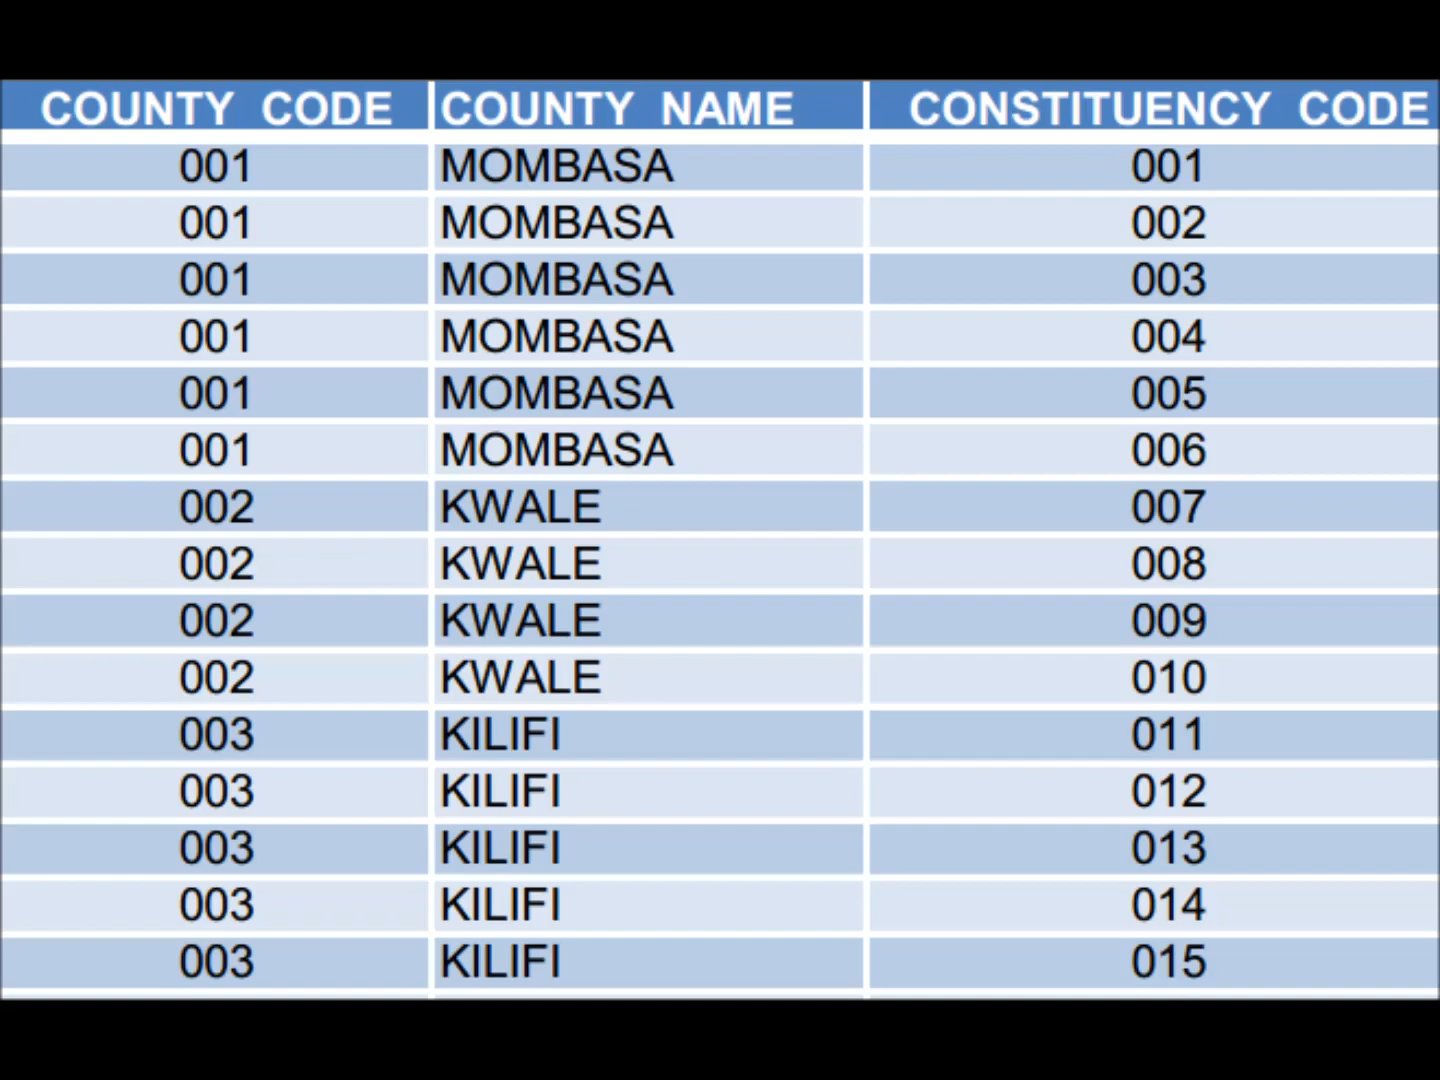 COUNTY CODE COUNTY NAME CONSTITUENCY CODE
001 MOMBASA 001
001 MOMBASA 002
001 MOMBASA 003
001 MOMBASA 004
001 MOMBASA 005
001 MOMBASA 006
002 KWALE 007
002 KWALE 008
002 KWALE 009
002 KWALE 010
003 KILIFI 011
003 KILIFI 012
003 KILIFI 013
003 KILIFI 014
003 KILIFI 015